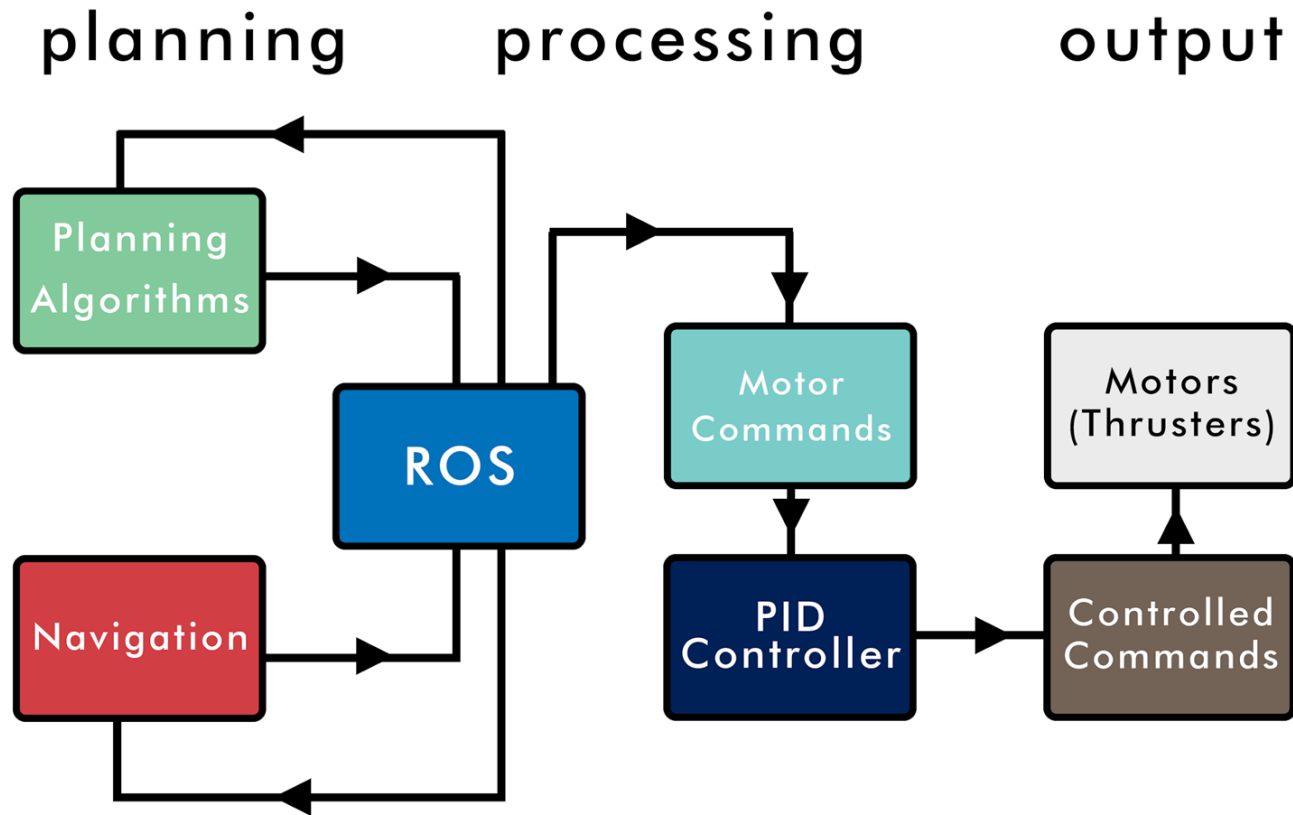 planning
processing
output
Planning
Algorithms
ROS
Navigation
Motor
Commands
PID
Controller
Motors
(Thrusters)
Controlled
Commands